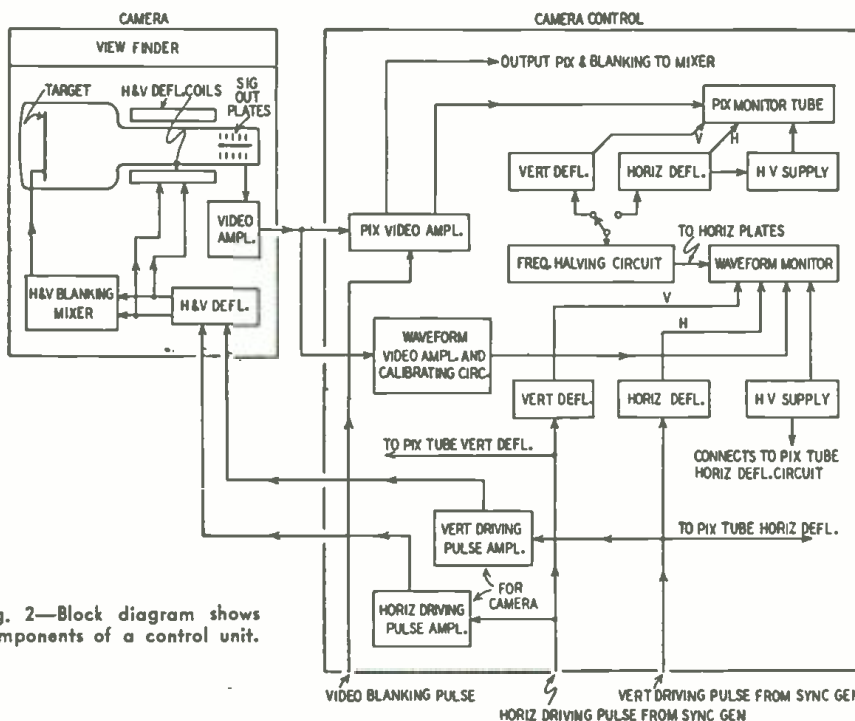 CAMERA
VIEW FINDER
TARGET
H&V DEFL. COILS
SIG
OUT
PLATES
VIDEO
AMPL.
H&V BLANKING
MIXER
H&V DEFL.
CAMERA CONTROL
OUTPUT PIX & BLANKING TO MIXER
PIX MONITOR TUBE
V
H
VERT DEFL.
HORIZ DEFL.
H V SUPPLY
TO HORIZ PLATES
PIX VIDEO AMPL.
FREQ. HALVING CIRCUIT
WAVEFORM MONITOR
V
H
WAVEFORM
VIDEO AMPL. AND
CALIBRATING CIRC.
VERT DEFL.
HORIZ DEFL.
H V SUPPLY
TO PIX TUBE VERT DEFL.
CONNECTS TO PIX TUBE
HORIZ DEFL. CIRCUIT
VERT DRIVING
PULSE AMPL.
TO PIX TUBE HORIZ DEFL.
FOR
CAMERA
HORIZ DRIVING
PULSE AMPL.
g. 2—Block diagram shows
mponents of a control unit.
VIDEO BLANKING PULSE
VERT DRIVING PULSE FROM SYNC GEN
HORIZ DRIVING PULSE FROM SYNC GEN